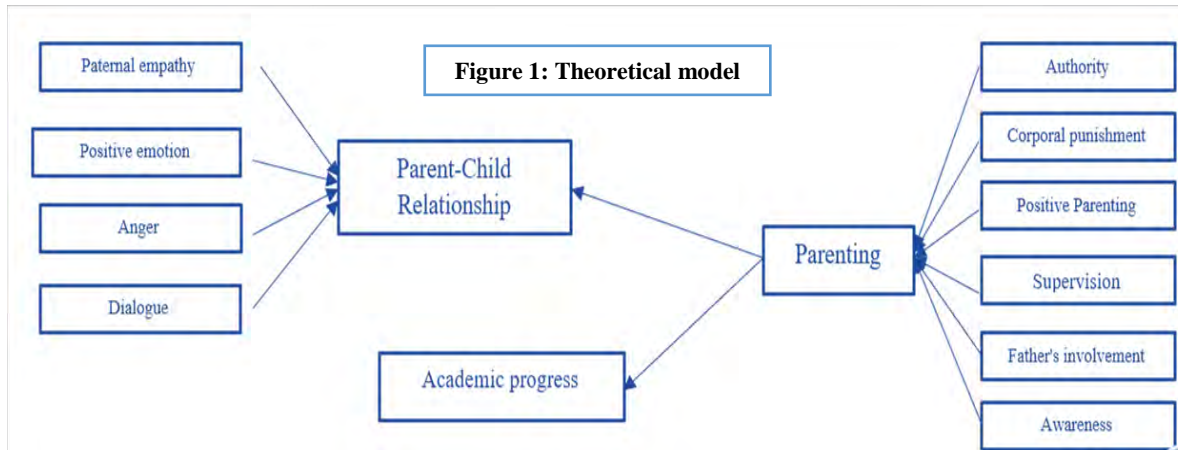 Figure 1: Theoretical model
Paternal empathy
Positive emotion
Anger
Dialogue
Parent-Child
Relationship
Academic progress
Parenting
Authority
Corporal punishment
Positive Parenting
Supervision
Father's involvement
Awareness